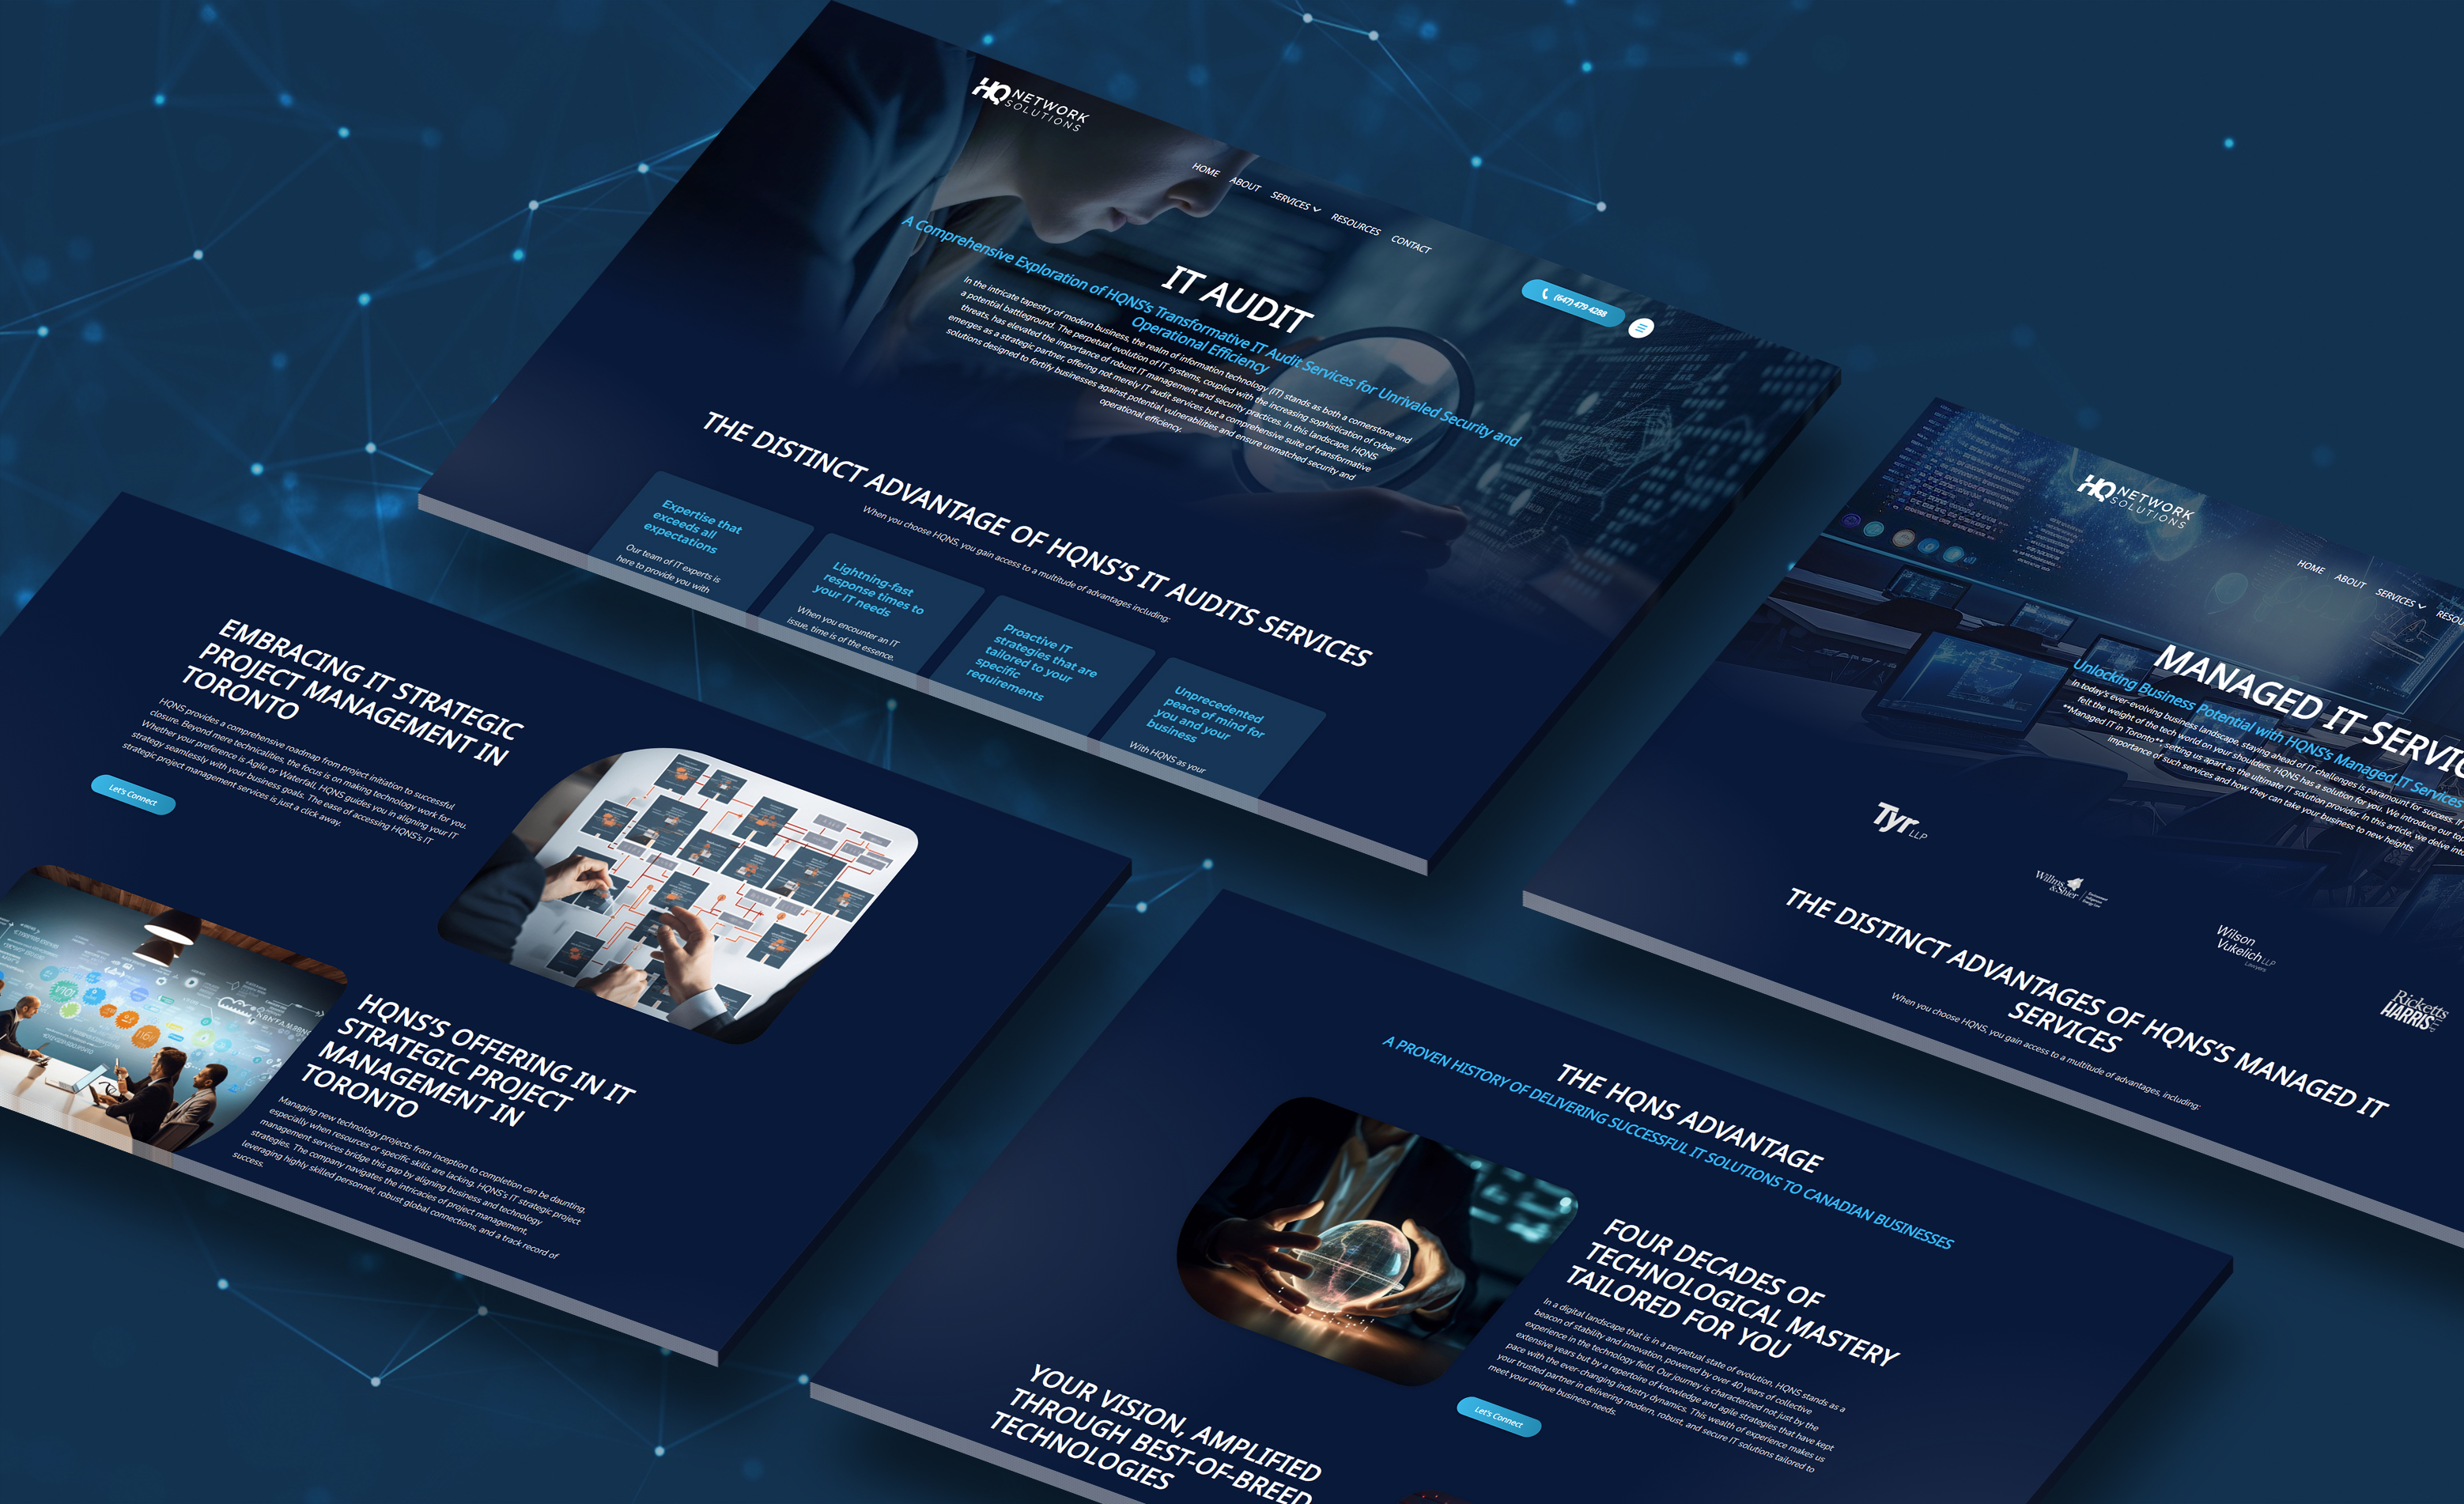 HQ NETWORK
SOLUTIONS
HOME ABOUT SERVICES RESOURCES CONTACT
(647) 479 4288
IT AUDIT
A Comprehensive Exploration of HQNS's Transformative IT Audit Services for Unrivaled Security and
Operational Efficiency
In the intricate tapestry of modern business, the realm of information technology (IT) stands as both a cornerstone and
a potential battleground. The perpetual evolution of IT systems, coupled with the increasing sophistication of cyber
threats, has elevated the importance of robust IT management and security practices. In this landscape, HQNS
emerges as a strategic partner, offering not merely IT audit services but a comprehensive suite of transformative
solutions designed to fortify businesses against potential vulnerabilities and ensure unmatched security and
operational efficiency.
THE DISTINCT ADVANTAGE OF HQNS'S IT AUDITS SERVICES
When you choose HQNS, you gain access to a multitude of advantages including:
Expertise that
exceeds all
expectations
Our team of IT experts is
here to provide you with
Lightning-fast
response times to
your IT needs
When you encounter an IT
issue, time is of the essence.
Proactive IT
strategies that are
tailored to your
specific
requirements
Unprecedented
peace of mind for
you and your
business
With HQNS as your
EMBRACING IT STRATEGIC
PROJECT MANAGEMENT IN
TORONTO
HQNS provides a comprehensive roadmap from project initiation to successful
closure. Beyond mere technicalities, the focus is on making technology work for you.
Whether your preference is Agile or Waterfall, HQNS guides you in aligning your IT
strategy seamlessly with your business goals. The ease of accessing HQNS's IT
strategic project management services is just a click away.
Let's Connect
HQNS'S OFFERING IN IT
STRATEGIC PROJECT
MANAGEMENT IN
TORONTO
Managing new technology projects from inception to completion can be daunting,
especially when resources or specific skills are lacking. HQNS's IT strategic project
management services bridge this gap by aligning business and technology
strategies. The company navigates the intricacies of project management,
leveraging highly skilled personnel, robust global connections, and a track record of
success.
HQ NETWORK
SOLUTIONS
HOME ABOUT SERVICES
MANAGED IT
Unlocking Business Potential with HQNS's Managed IT Services
In today's ever-evolving business landscape, staying ahead of IT challenges is paramount for success. If
felt the weight of the tech world on your shoulders, HQNS has a solution for you. We introduce our
**Managed IT in Toronto**, setting us apart as the ultimate IT solution provider. In this article, we delve into
importance of such services and how they can take your business to new heights.
Tyr LLP
Willms
& Shier
Wilson
Vukelich LLP
Lawyers
Ricketts
HARRIS LLP
THE DISTINCT ADVANTAGES OF HQNS'S MANAGED IT
SERVICES
When you choose HQNS, you gain access to a multitude of advantages, including:
THE HQNS ADVANTAGE
A PROVEN HISTORY OF DELIVERING SUCCESSFUL IT SOLUTIONS TO CANADIAN BUSINESSES
FOUR DECADES OF
TECHNOLOGICAL MASTERY
TAILORED FOR YOU
In a digital landscape that is in a perpetual state of evolution, HQNS stands as a
beacon of stability and innovation, powered by over 40 years of collective
experience in the technology field. Our journey is characterized not just by the
extensive years but by a repertoire of knowledge and agile strategies that have kept
pace with the ever-changing industry dynamics. This wealth of experience makes us
your trusted partner in delivering modern, robust, and secure IT solutions tailored to
meet your unique business needs.
Let's Connect
YOUR VISION, AMPLIFIED
THROUGH BEST-OF-BREED
TECHNOLOGIES